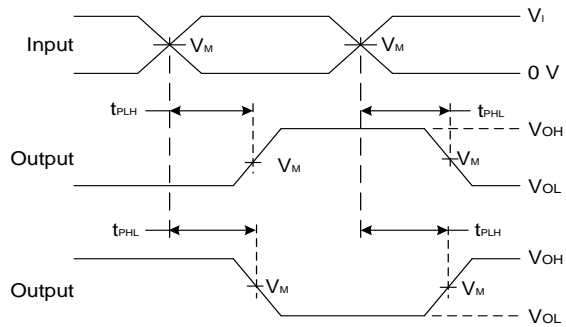 VI
Input VM VM
0 V
tPLH tPHL
VOH
Output VM VM
VOL
tPHL tPLH
VOH
Output VM VM
VOL